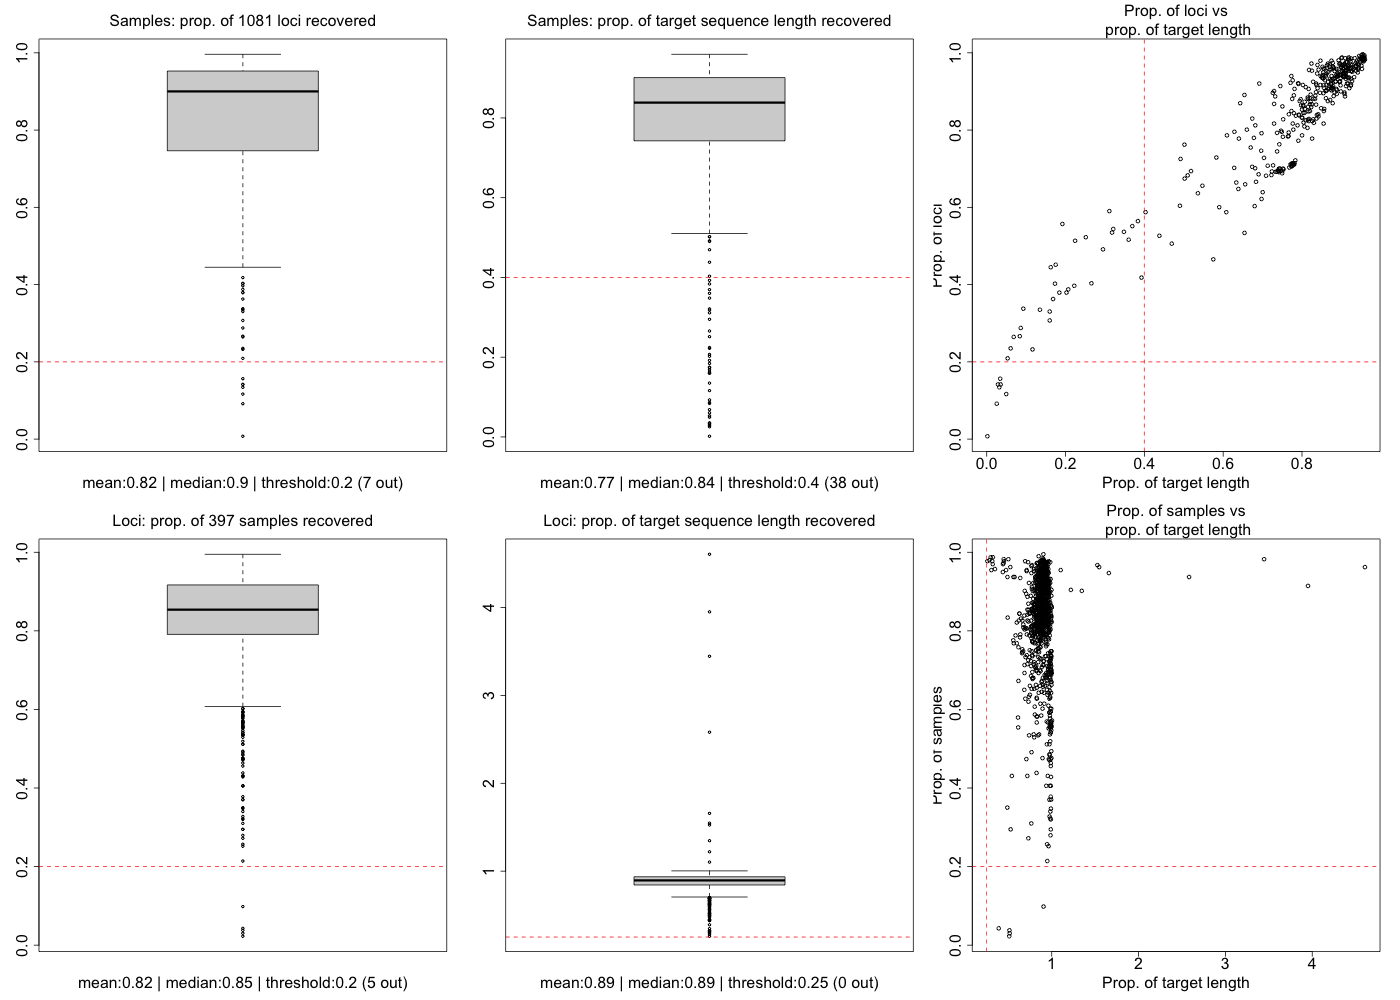 Samples: prop. of 1081 loci recovered
0.0 0.2 0.4 0.6 0.8 1.0
mean:0.82 | median:0.9 | threshold:0.2 (7 out)
Samples: prop. of target sequence length recovered
0.0 0.2 0.4 0.6 0.8
mean:0.77 | median:0.84 | threshold:0.4 (38 out)
Prop. of loci vs
prop. of target length
Prop. of loci
0.0 0.2 0.4 0.6 0.8 1.0
0.0 0.2 0.4 0.6 0.8
Prop. of target length
Loci: prop. of 397 samples recovered
0.0 0.2 0.4 0.6 0.8 1.0
mean:0.82 | median:0.85 | threshold:0.2 (5 out)
Loci: prop. of target sequence length recovered
1 2 3 4
mean:0.89 | median:0.89 | threshold:0.25 (0 out)
Prop. of samples vs
prop. of target length
Prop. of samples
0.0 0.2 0.4 0.6 0.8 1.0
1 2 3 4
Prop. of target length